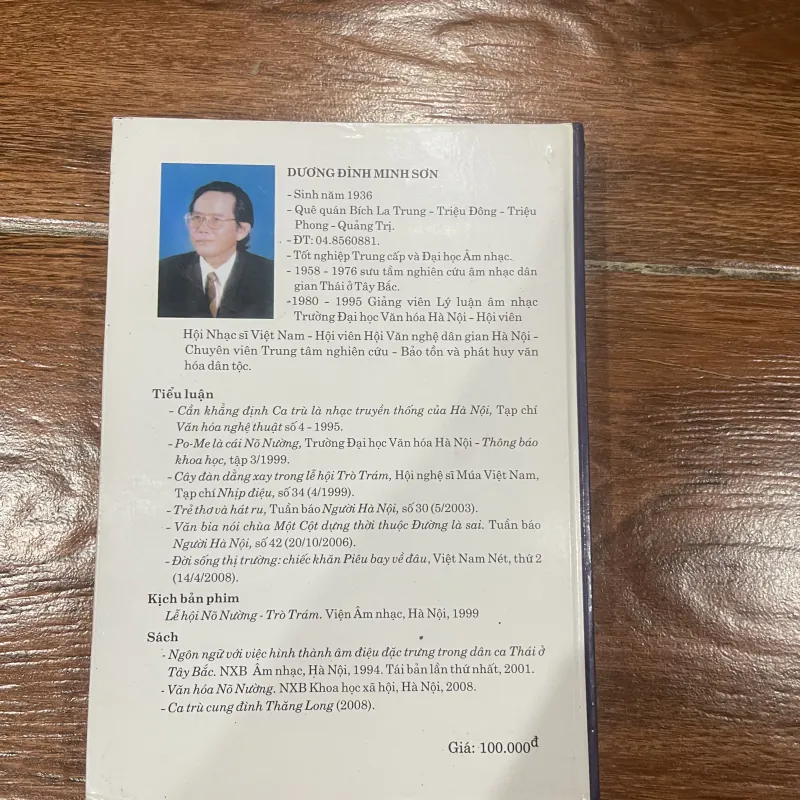 DƯƠNG ĐÌNH MINH SƠN
- Sinh năm 1936
- Quê quán Bích La Trung - Triệu Đông - Triệu
Phong - Quảng Trị.
- ĐT: 04.8560881.
- Tốt nghiệp Trung cấp và Đại học Âm nhạc.
- 1958 - 1976 sưu tầm nghiên cứu âm nhạc dân
gian Thái ở Tây Bắc.
-1980 - 1995 Giảng viên Lý luận âm nhạc
Trường Đại học Văn hóa Hà Nội - Hội viên
Hội Nhạc sĩ Việt Nam - Hội viên Hội Văn nghệ dân gian Hà Nội -
Chuyên viên Trung tâm nghiên cứu - Bảo tồn và phát huy văn
hóa dân tộc.
Tiểu luận
- Cần khẳng định Ca trù là nhạc truyền thống của Hà Nội, Tạp chí
Văn hóa nghệ thuật số 4 - 1995.
- Po-Me là cái Nõ Nường, Trường Đại học Văn hóa Hà Nội - Thông báo
khoa học, tập 3/1999.
- Cây đàn dằng xay trong lễ hội Trò Trám, Hội nghệ sĩ Múa Việt Nam,
Tạp chí Nhịp điệu, số 34 (4/1999).
- Trẻ thơ và hát ru, Tuần báo Người Hà Nội, số 30 (5/2003).
- Văn bia nói chùa Một Cột dựng thời thuộc Đường là sai. Tuần báo
Người Hà Nội, số 42 (20/10/2006).
- Đời sống thị trường: chiếc khăn Piêu bay về đâu, Việt Nam Nét, thứ 2
(14/4/2008).
Kịch bản phim
Lễ hội Nõ Nường - Trò Trám. Viện Âm nhạc, Hà Nội, 1999
Sách
- Ngôn ngữ với việc hình thành âm điệu đặc trưng trong dân ca Thái ở
Tây Bắc. NXB Âm nhạc, Hà Nội, 1994. Tái bản lần thứ nhất, 2001.
- Văn hóa Nõ Nường. NXB Khoa học xã hội, Hà Nội, 2008.
- Ca trù cung đình Thăng Long (2008).
Giá: 100.000đ